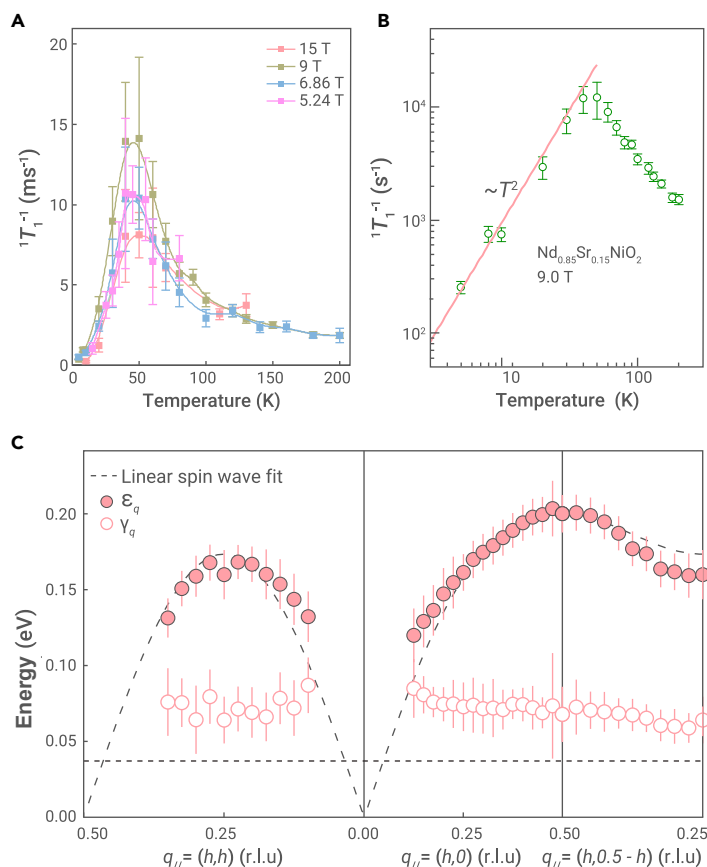 A
B
20
15
10
5
0
¹T₁⁻¹ (ms⁻¹)
15 T
9 T
6.86 T
5.24 T
0 50 100 150 200
Temperature (K)
10⁴
10³
10²
¹T₁⁻¹ (s⁻¹)
~T²
Nd₀.₈₅Sr₀.₁₅NiO₂
9.0 T
10 100
Temperature (K)
C
Linear spin wave fit
εq
γq
0.20
0.15
0.10
0.05
0.00
Energy (eV)
0.50 0.25 0.00 0.25 0.50 0.25
q,,= (h,h) (r.l.u) q,,= (h,0) (r.l.u) q,,= (h,0.5 - h) (r.l.u)